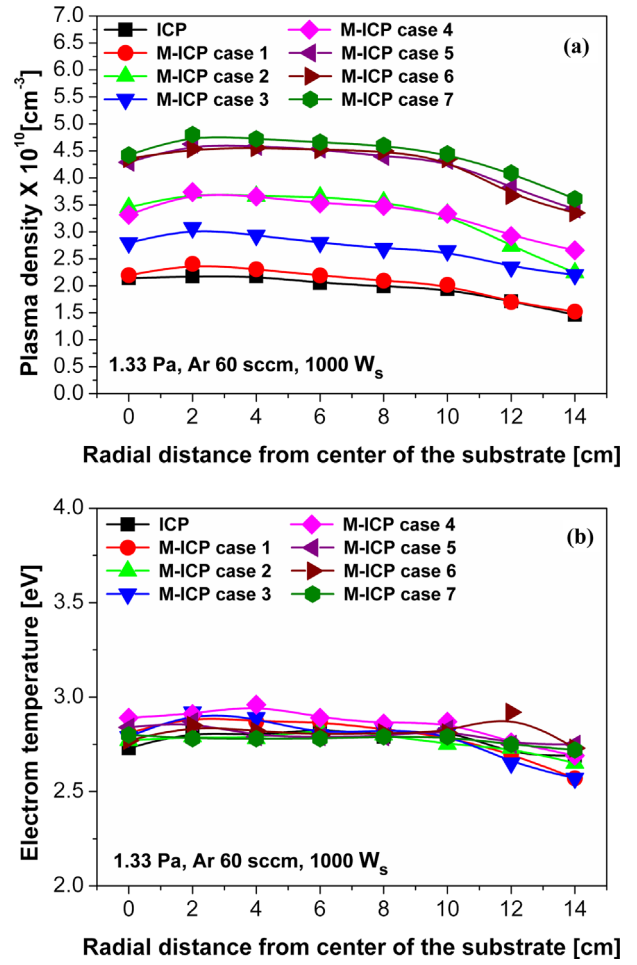 7.0
6.5
6.0
5.5
5.0
4.5
4.0
3.5
3.0
2.5
2.0
1.5
1.0
0.5
0.0
Plasma density X 10^10[cm^-3]
ICP
M-ICP case 1
M-ICP case 2
M-ICP case 3
M-ICP case 4
M-ICP case 5
M-ICP case 6
M-ICP case 7
(a)
1.33 Pa, Ar 60 sccm, 1000 W_s
0 2 4 6 8 10 12 14
Radial distance from center of the substrate [cm]
4.0
3.5
3.0
2.5
2.0
Electrom temperature [eV]
ICP
M-ICP case 1
M-ICP case 2
M-ICP case 3
M-ICP case 4
M-ICP case 5
M-ICP case 6
M-ICP case 7
(b)
1.33 Pa, Ar 60 sccm, 1000 W_s
0 2 4 6 8 10 12 14
Radial distance from center of the substrate [cm]